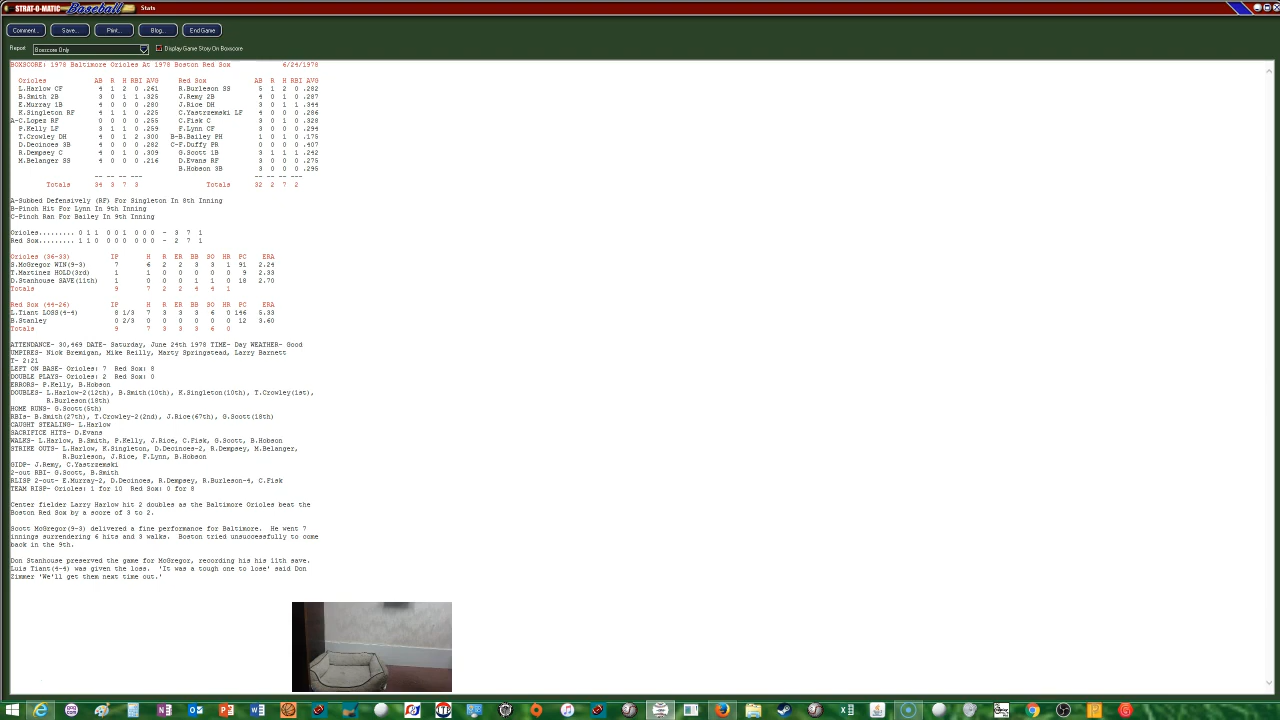 STRAT-O-MATIC Baseball Stats
Comment... Save... Print... Blog... End Game
Report Boxscore Only Display Game Story On Boxscore
BOXSCORE: 1978 Baltimore Orioles At 1978 Boston Red Sox 6/24/1978
Orioles AB R H RBI AVG Red Sox AB R H RBI AVG
L.Harlow CF 4 1 2 0 .261 R.Burleson SS 5 1 2 0 .282
B.Smith 2B 3 0 1 1 .325 J.Remy 2B 4 0 1 0 .287
E.Murray 1B 4 0 0 0 .280 J.Rice DH 3 0 1 1 .344
K.Singleton RF 4 1 1 0 .225 C.Yastrzemski LF 4 0 0 0 .286
A-C.Lopez RF 0 0 0 0 .255 C.Fisk C 3 0 1 0 .328
P.Kelly LF 3 1 1 0 .259 F.Lynn CF 3 0 0 0 .294
T.Crowley DH 4 0 1 2 .300 B-B.Bailey PH 1 0 1 0 .175
D.Decinces 3B 4 0 0 0 .282 C-F.Duffy PR 0 0 0 0 .407
R.Dempsey C 4 0 1 0 .309 G.Scott 1B 3 1 1 1 .242
M.Belanger SS 4 0 0 0 .216 D.Evans RF 3 0 0 0 .275
B.Hobson 3B 3 0 0 0 .295
-- -- -- --- -- -- -- ---
Totals 34 3 7 3 Totals 32 2 7 2
A-Subbed Defensively (RF) For Singleton In 8th Inning
B-Pinch Hit For Lynn In 9th Inning
C-Pinch Ran For Bailey In 9th Inning
Orioles......... 0 1 1 0 0 1 0 0 0 - 3 7 1
Red Sox......... 1 1 0 0 0 0 0 0 0 - 2 7 1
Orioles (36-33) IP H R ER BB SO HR PC ERA
S.McGregor WIN(9-3) 7 6 2 2 3 3 1 91 2.24
T.Martinez HOLD(3rd) 1 1 0 0 0 0 0 9 2.33
D.Stanhouse SAVE(11th) 1 0 0 0 1 1 0 18 2.70
Totals 9 7 2 2 4 4 1
Red Sox (44-26) IP H R ER BB SO HR PC ERA
L.Tiant LOSS(4-4) 8 1/3 7 3 3 3 6 0 146 5.33
B.Stanley 0 2/3 0 0 0 0 0 0 12 3.60
Totals 9 7 3 3 3 6 0
ATTENDANCE- 30,469 DATE- Saturday, June 24th 1978 TIME- Day WEATHER- Good
UMPIRES- Nick Bremigan, Mike Reilly, Marty Springstead, Larry Barnett
T- 2:21
LEFT ON BASE- Orioles: 7 Red Sox: 8
DOUBLE PLAYS- Orioles: 2 Red Sox: 0
ERRORS- P.Kelly, B.Hobson
DOUBLES- L.Harlow-2(12th), B.Smith(10th), K.Singleton(10th), T.Crowley(1st),
R.Burleson(18th)
HOME RUNS- G.Scott(5th)
RBIs- B.Smith(27th), T.Crowley-2(2nd), J.Rice(67th), G.Scott(18th)
CAUGHT STEALING- L.Harlow
SACRIFICE HITS- D.Evans
WALKS- L.Harlow, B.Smith, P.Kelly, J.Rice, C.Fisk, G.Scott, B.Hobson
STRIKE OUTS- L.Harlow, K.Singleton, D.Decinces-2, R.Dempsey, M.Belanger,
R.Burleson, J.Rice, F.Lynn, B.Hobson
GIDP- J.Remy, C.Yastrzemski
2-out RBI- G.Scott, B.Smith
RLISP 2-out- E.Murray-2, D.Decinces, R.Dempsey, R.Burleson-4, C.Fisk
TEAM RISP- Orioles: 1 for 10 Red Sox: 0 for 8
Center fielder Larry Harlow hit 2 doubles as the Baltimore Orioles beat the
Boston Red Sox by a score of 3 to 2.
Scott McGregor(9-3) delivered a fine performance for Baltimore. He went 7
innings surrendering 6 hits and 3 walks. Boston tried unsuccessfully to come
back in the 9th.
Don Stanhouse preserved the game for McGregor, recording his his 11th save.
Luis Tiant(4-4) was given the loss. 'It was a tough one to lose' said Don
Zimmer 'We'll get them next time out.'